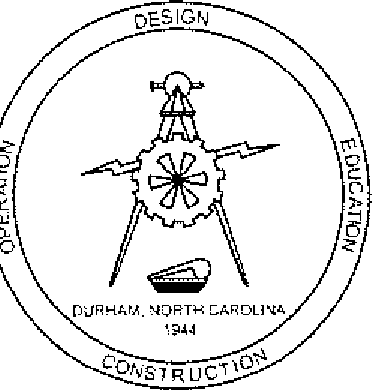 DESIGN
OPERATION
EDUCATION
DURHAM, NORTH CAROLINA
1944
CONSTRUCTION